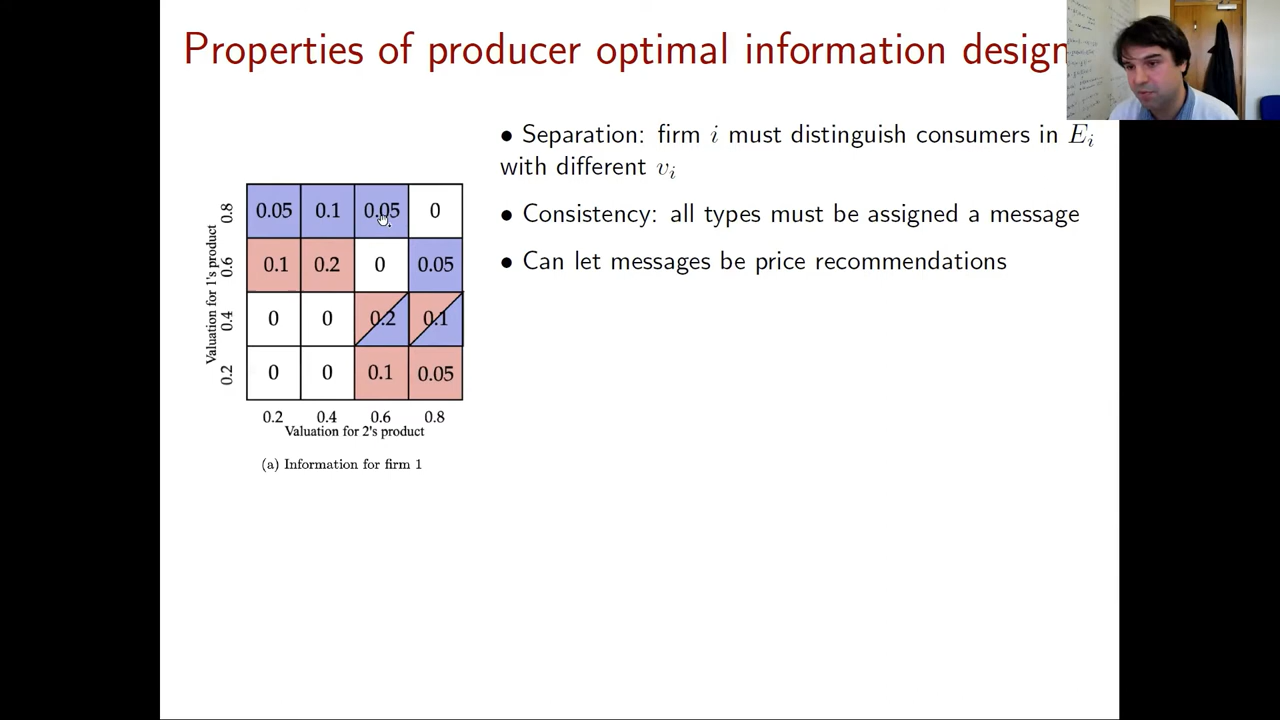 Properties of producer optimal information design
• Separation: firm i must distinguish consumers in E_i
with different v_i
• Consistency: all types must be assigned a message
• Can let messages be price recommendations
Valuation for 1's product
0.8 0.05 0.1 0.05 0
0.6 0.1 0.2 0 0.05
0.4 0 0 0.2 0.1
0.2 0 0 0.1 0.05
0.2 0.4 0.6 0.8
Valuation for 2's product
(a) Information for firm 1